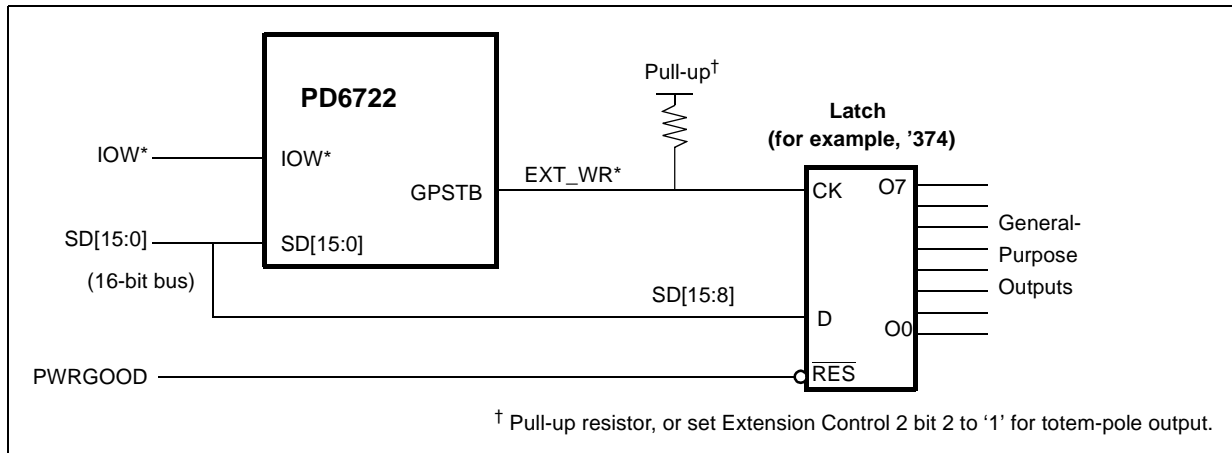 PD6722
Pull-up†
Latch
(for example, ’374)
IOW*
IOW*
EXT_WR*
GPSTB
CK
O7
General-
Purpose
Outputs
SD[15:0]
SD[15:0]
(16-bit bus)
SD[15:8]
D
O0
PWRGOOD
RES
† Pull-up resistor, or set Extension Control 2 bit 2 to ‘1’ for totem-pole output.